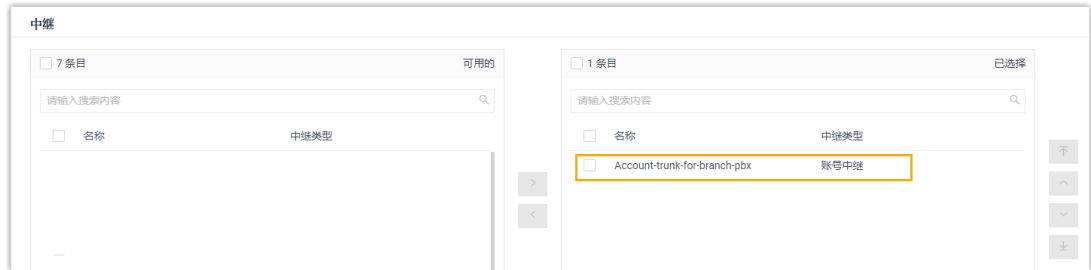 中继
7 条目 可用的
1 条目 已选择
请输入搜索内容
请输入搜索内容
名称 中继类型
名称 中继类型
Account-trunk-for-branch-pbx 账号中继